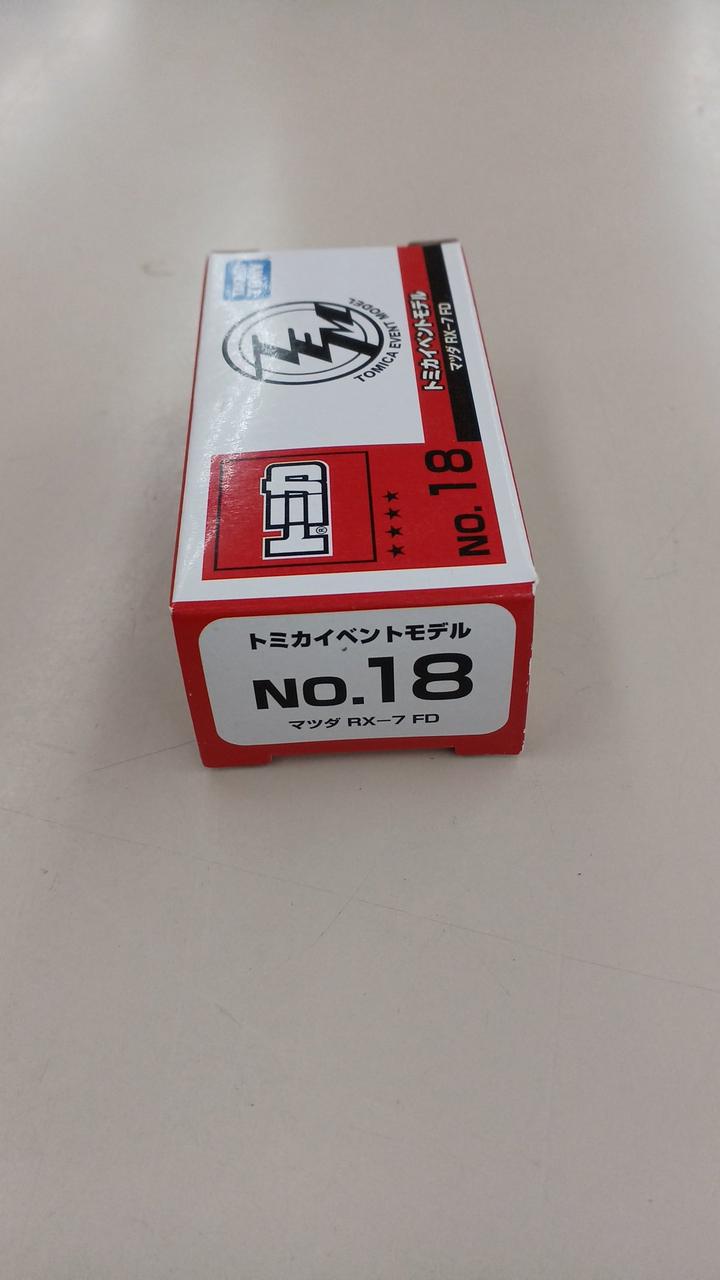 TEM
TOMICA EVENT MODEL
トミカイベントモデル
マツダ RX-7 FD
トミカ®
★★★★
NO. 18
トミカイベントモデル
NO.18
マツダ RX-7 FD